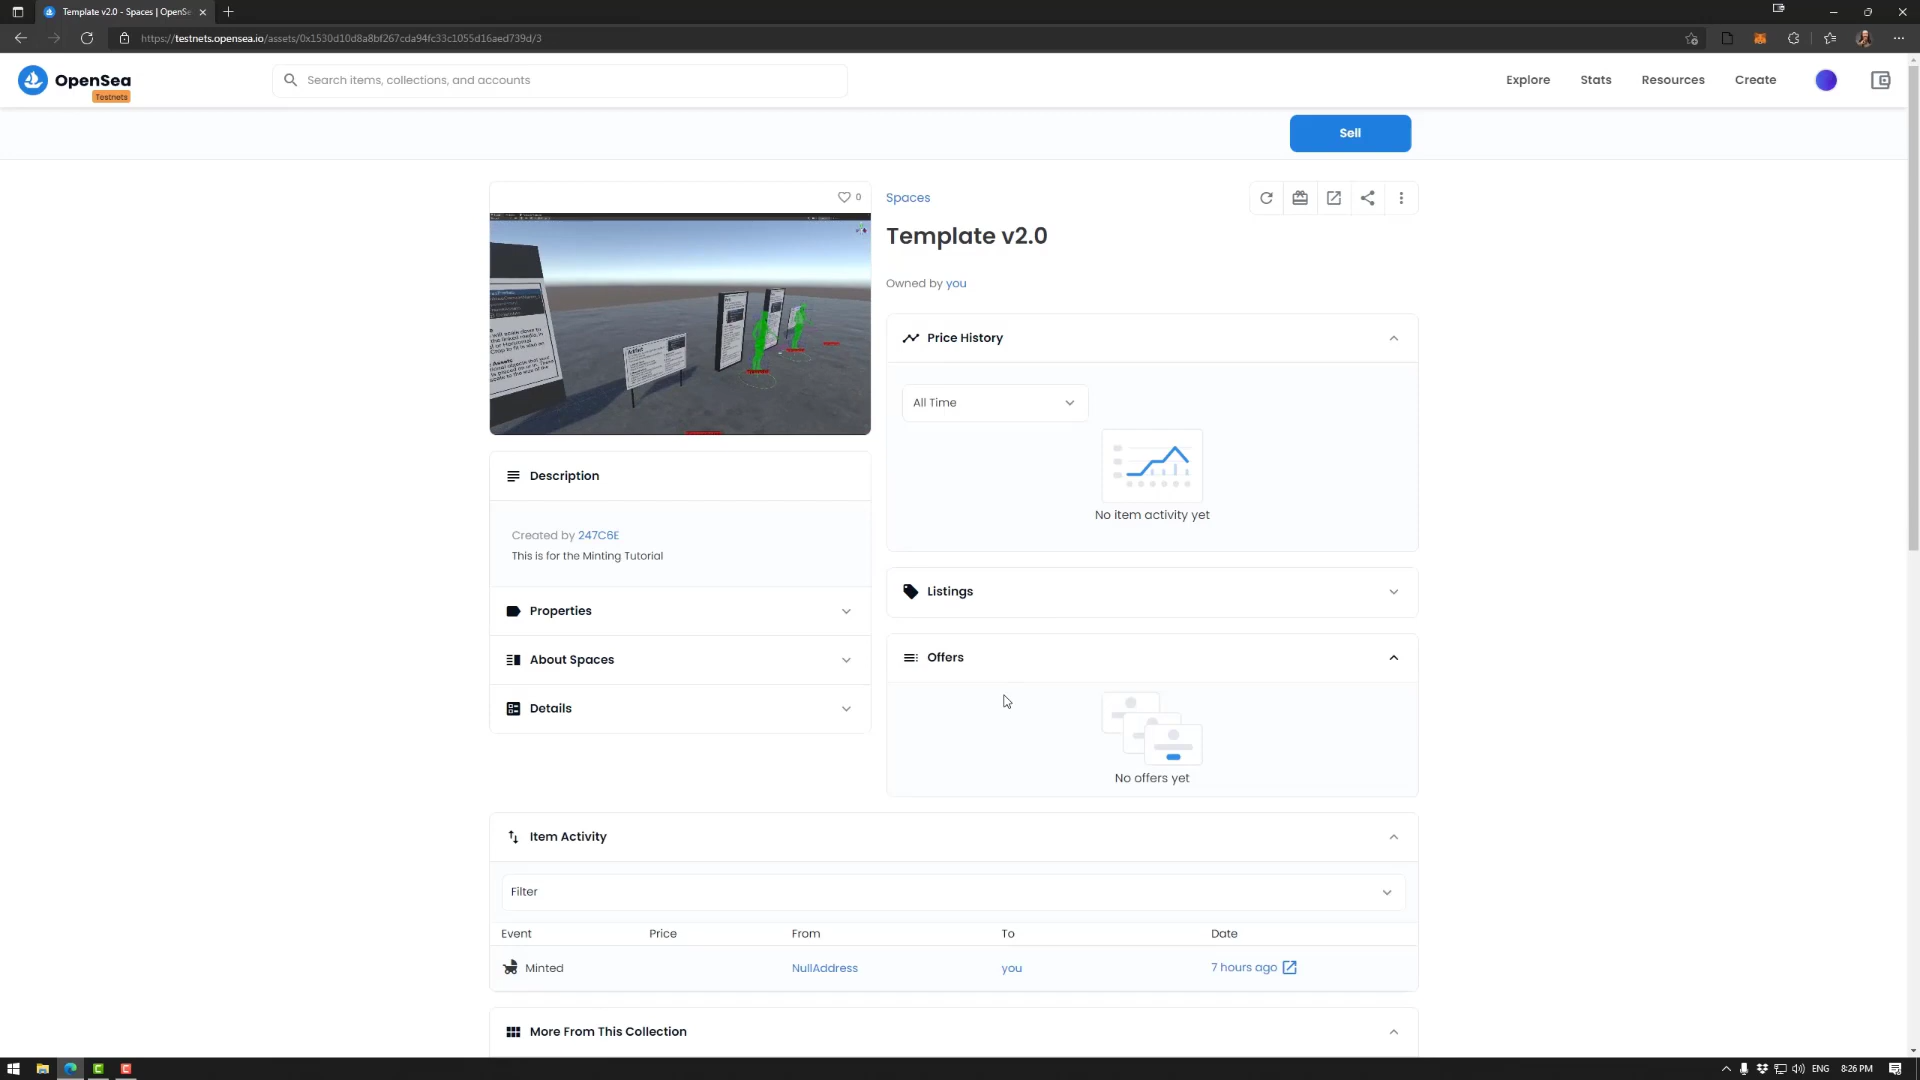 Template v2.0 - Spaces | OpenSe
https://testnets.opensea.io/assets/0x1530d10d8a8bf267cda94fc33c1055d16aed739d/3
OpenSea
Testnets
Search items, collections, and accounts
Explore
Stats
Resources
Create
Sell
0
Spaces
Template v2.0
Owned by you
Price History
All Time
No item activity yet
Description
Created by 247C6E
This is for the Minting Tutorial
Properties
About Spaces
Details
Listings
Offers
No offers yet
Item Activity
Filter
Event Price From To Date
Minted NullAddress you 7 hours ago
More From This Collection
ENG 8:26 PM